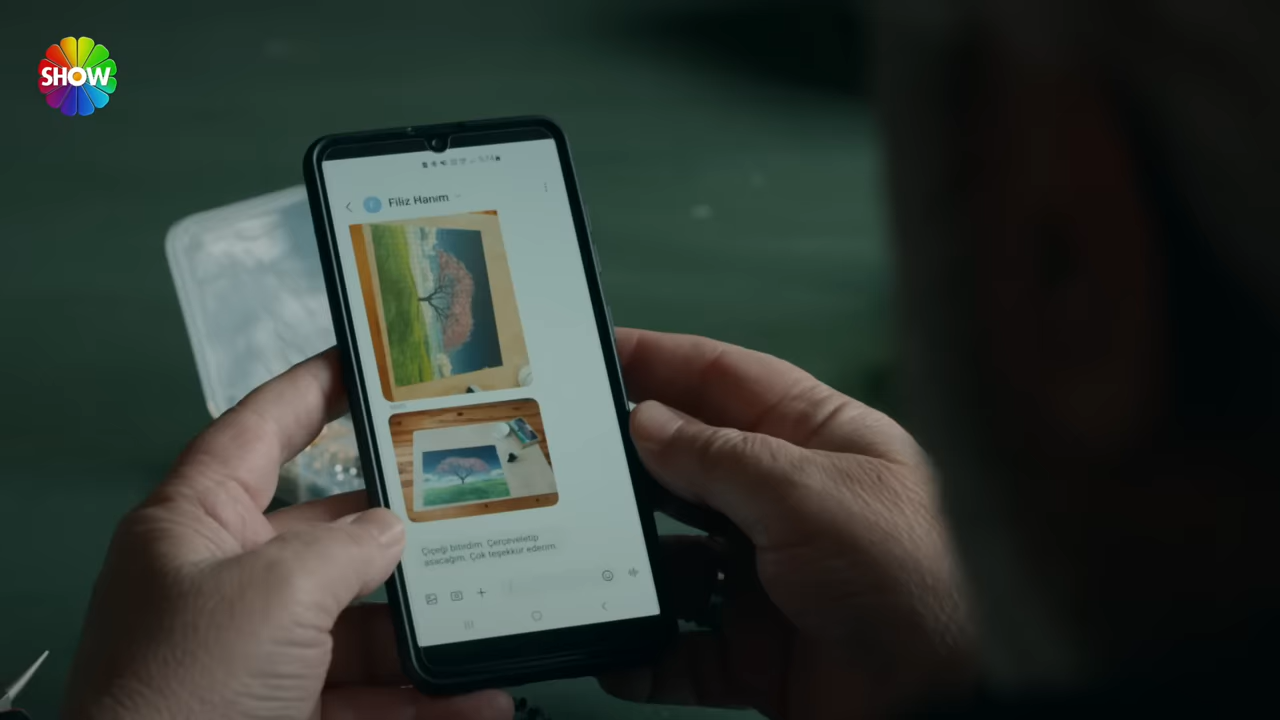 SHOW
Filiz Hanım
Çiçeği bitirdim. Çerçeveletip
asacağım. Çok teşekkür ederim.